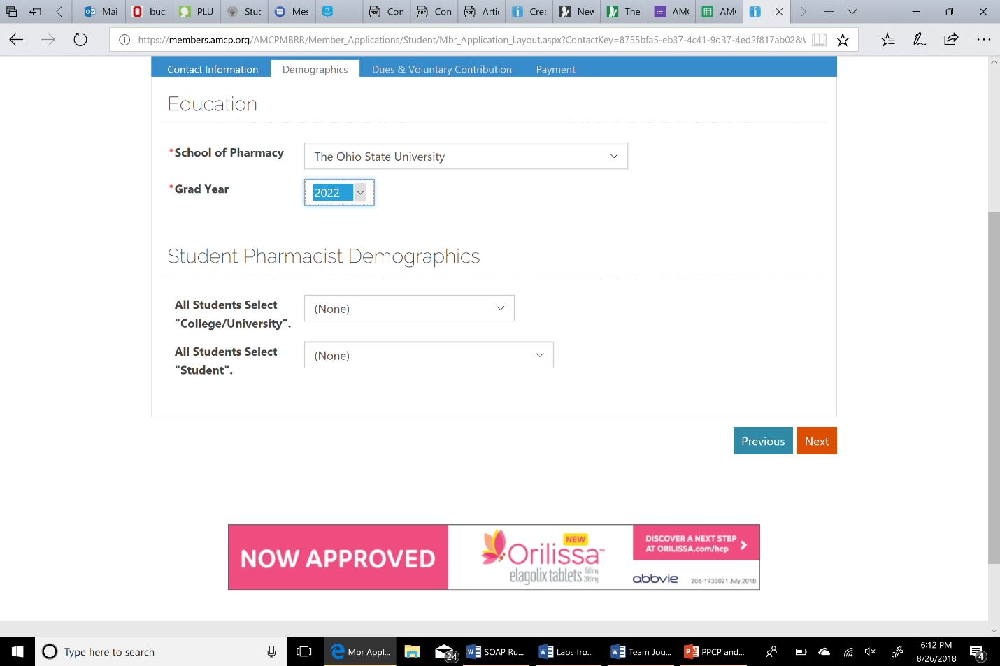 Mai
buc
PLU
Stuc
Mes
Con
Con
Arti
Crea
New
The
AM
AM
https://members.amcp.org/AMCPMBRR/Member_Applications/Student/Mbr_Application_Layout.aspx?ContactKey=8755bfa5-eb37-4c41-9d37-4ed2f817ab02&\
Contact Information Demographics Dues & Voluntary Contribution Payment
Education
*School of Pharmacy The Ohio State University
*Grad Year 2022
Student Pharmacist Demographics
All Students Select
"College/University".
(None)
All Students Select
"Student".
(None)
Previous Next
NOW APPROVED
NEW
Orilissa™
elagolix tablets 150 mg
200 mg
DISCOVER A NEXT STEP
AT ORILISSA.com/hcp
abbvie 206-1935021 July 2018
Type here to search
Mbr Appl...
24
SOAP Ru...
Labs fro...
Team Jou...
PPCP and...
6:12 PM
8/26/2018
4